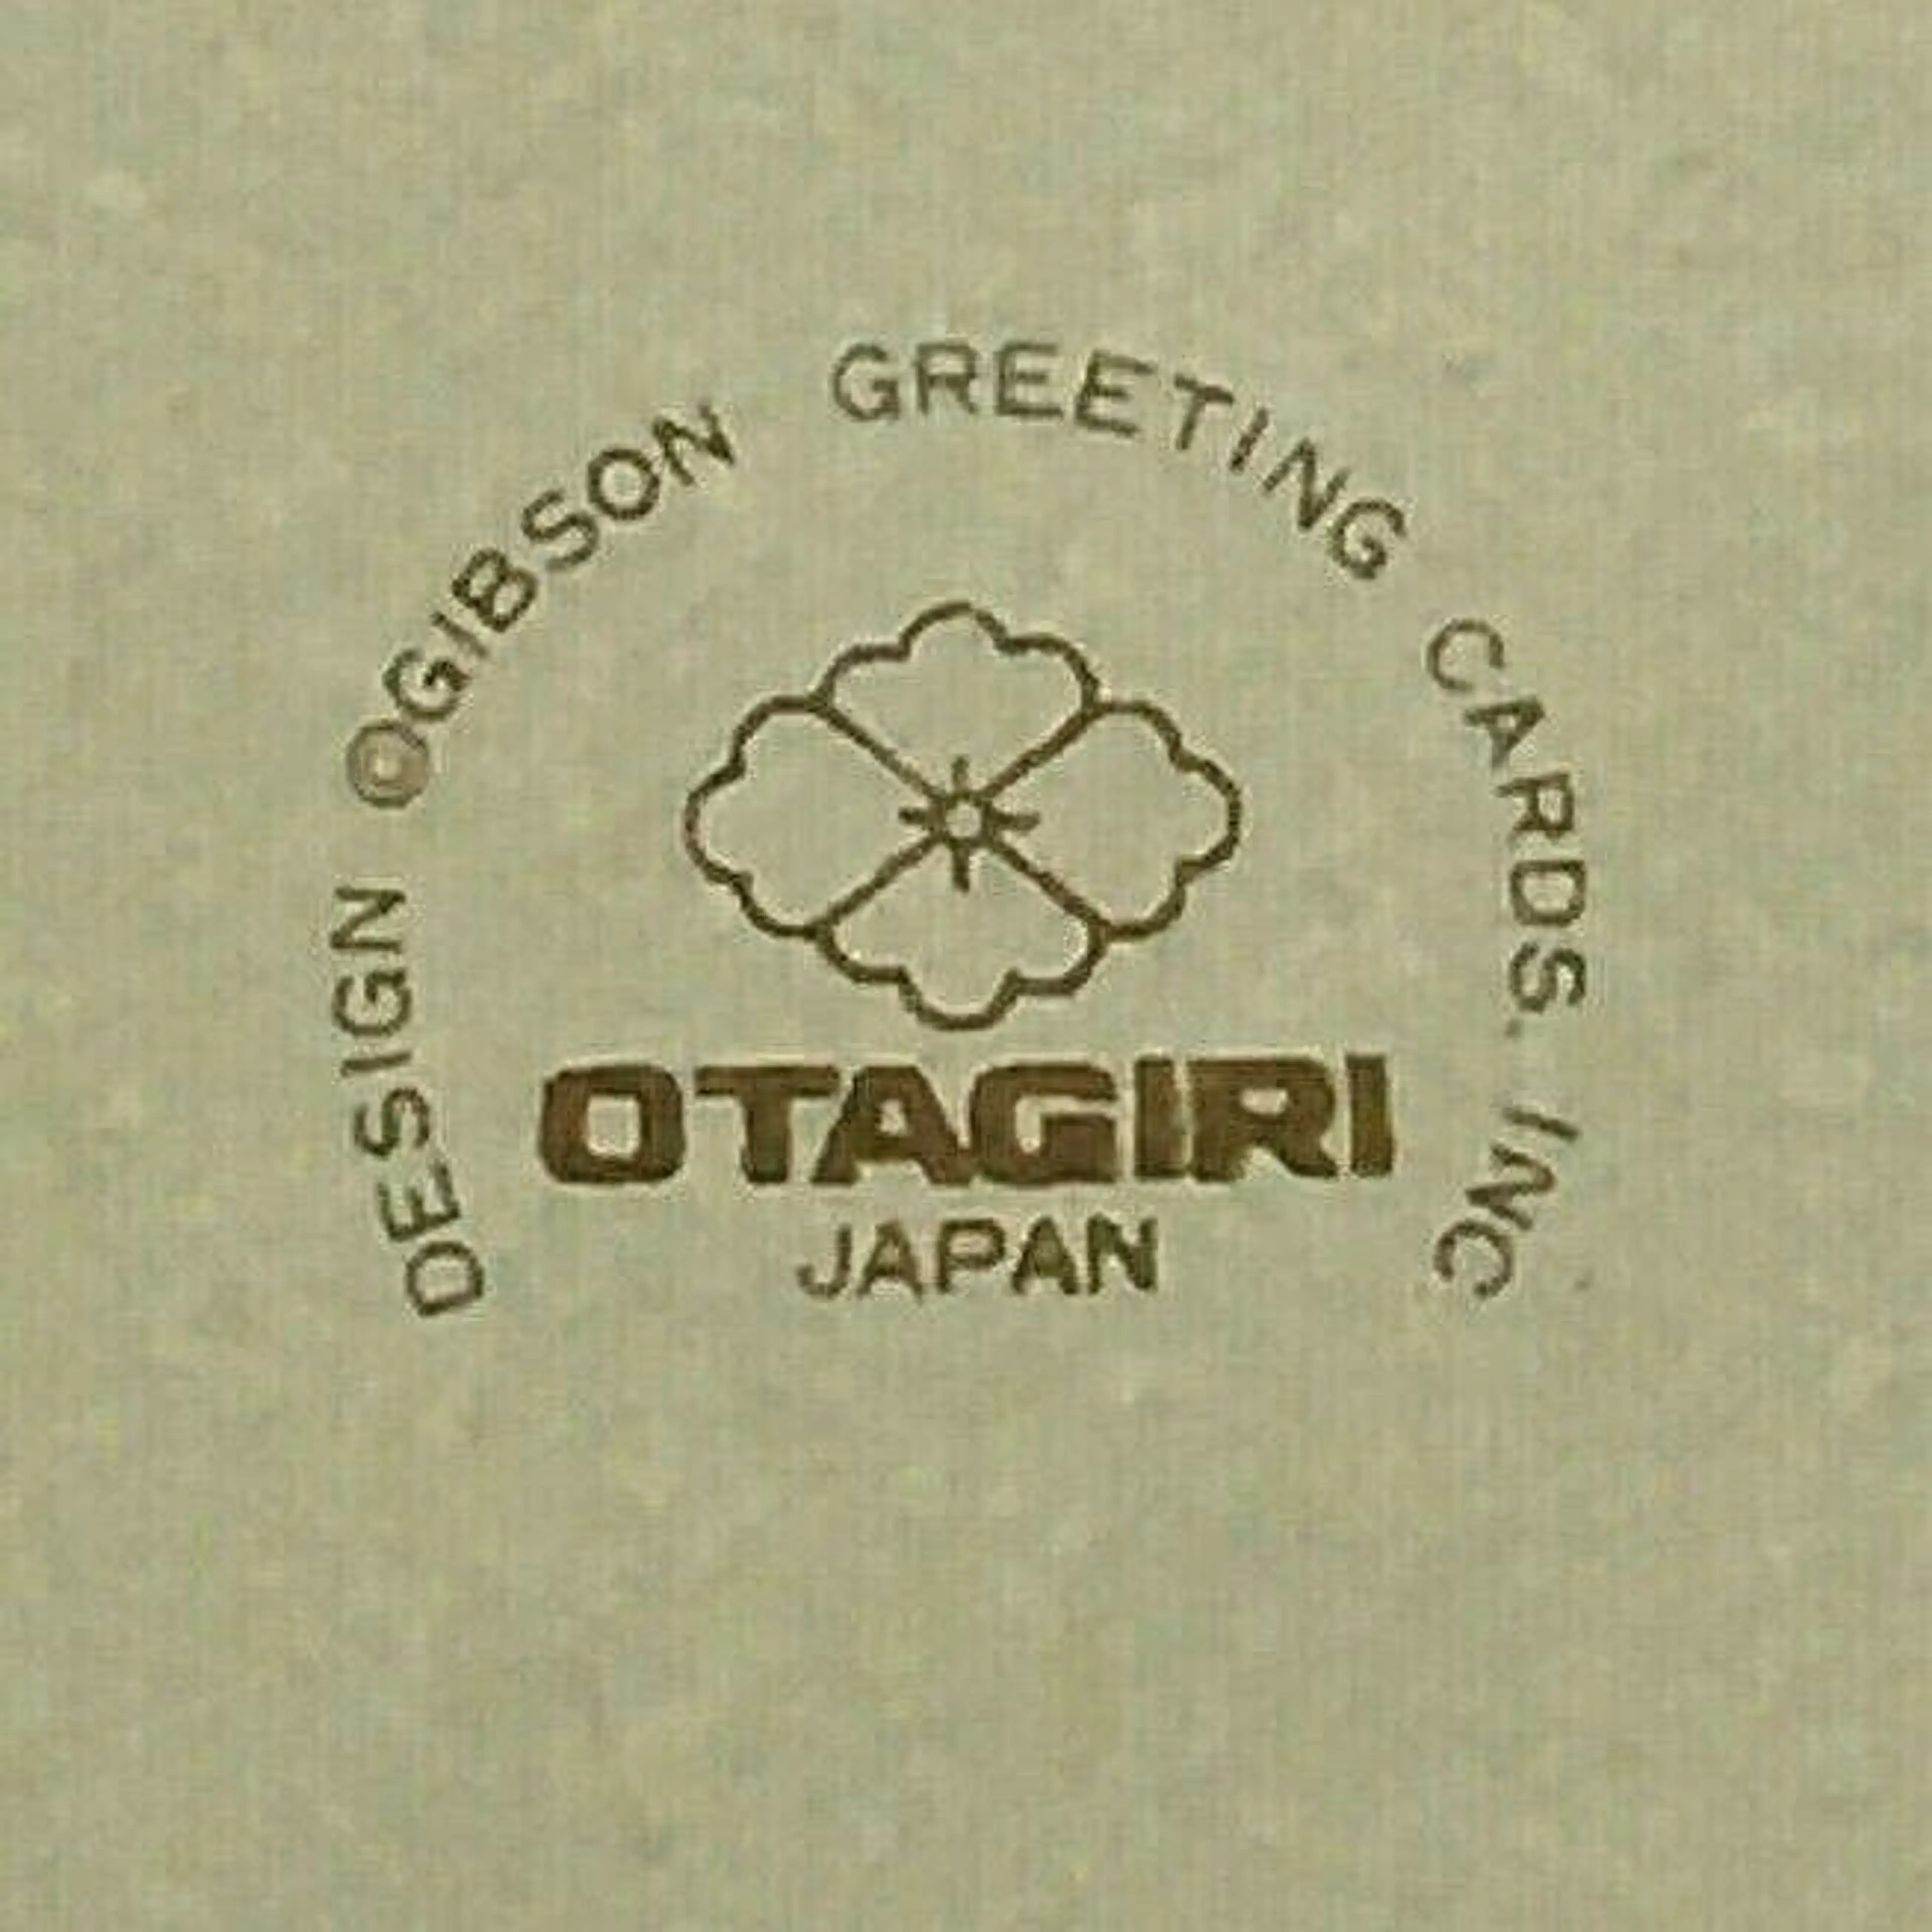 DESIGN ©GIBSON GREETING CARDS. INC
OTAGIRI
JAPAN